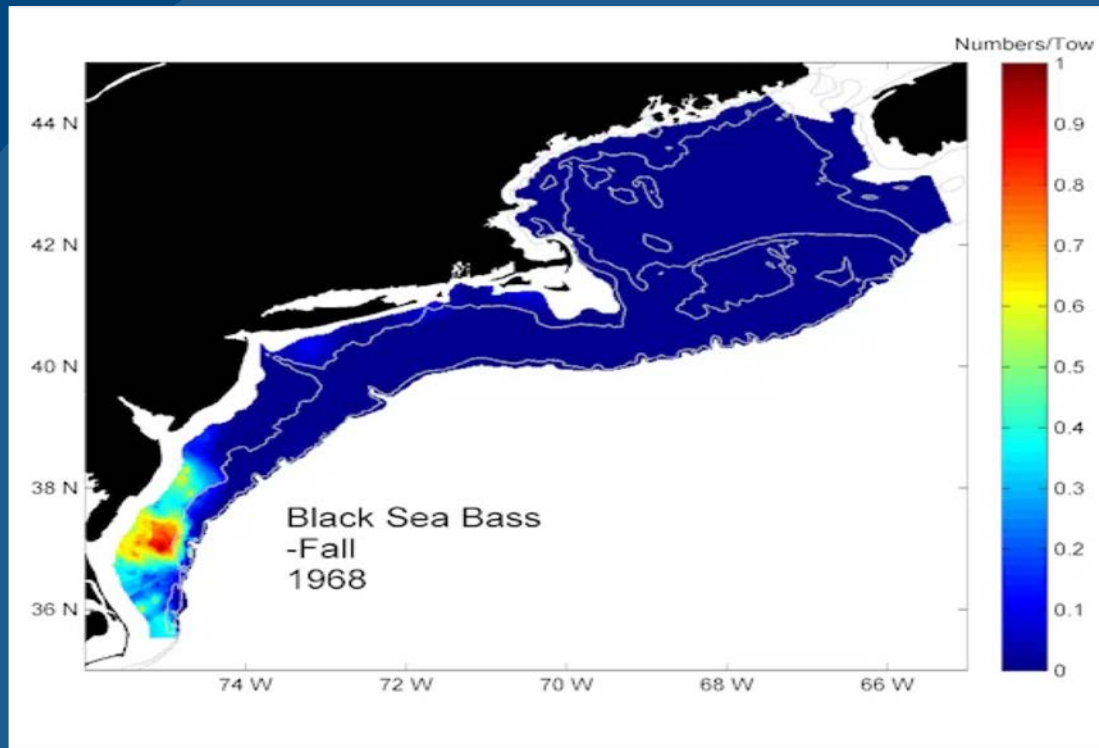 Numbers/Tow
1
0.9
0.8
0.7
0.6
0.5
0.4
0.3
0.2
0.1
0
44 N
42 N
40 N
38 N
36 N
Black Sea Bass
-Fall
1968
74 W 72 W 70 W 68 W 66 W